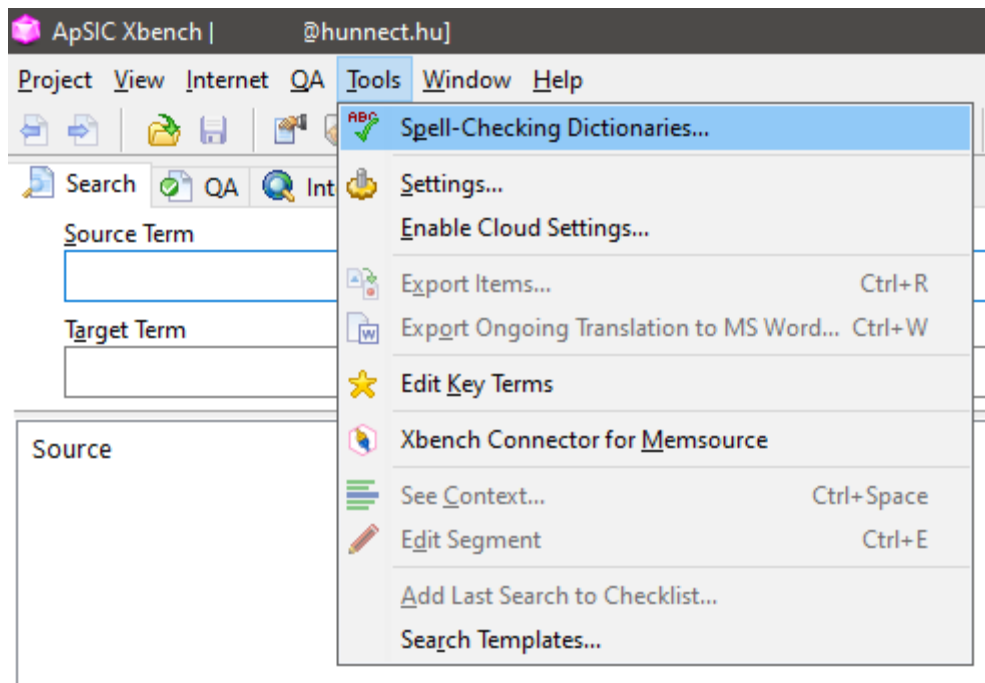 ApSIC Xbench | @hunnect.hu]
Project View Internet QA Tools Window Help
ABC
Spell-Checking Dictionaries...
Search QA Int
Settings...
Source Term
Enable Cloud Settings...
Export Items... Ctrl+R
Target Term
Export Ongoing Translation to MS Word... Ctrl+W
Edit Key Terms
Source
Xbench Connector for Memsource
See Context... Ctrl+Space
Edit Segment Ctrl+E
Add Last Search to Checklist...
Search Templates...